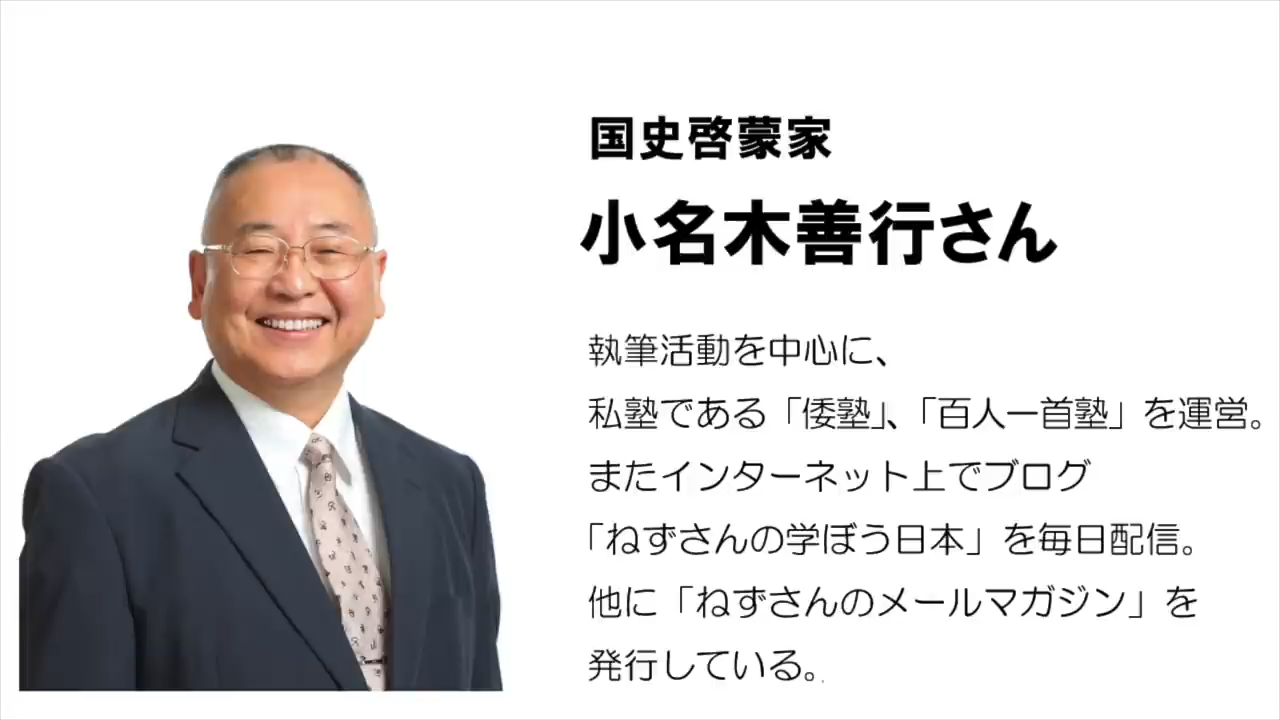 国史啓蒙家
小名木善行さん
執筆活動を中心に、
私塾である「倭塾」、「百人一首塾」を運営。
またインターネット上でブログ
「ねずさんの学ぼう日本」を毎日配信。
他に「ねずさんのメールマガジン」を
発行している。